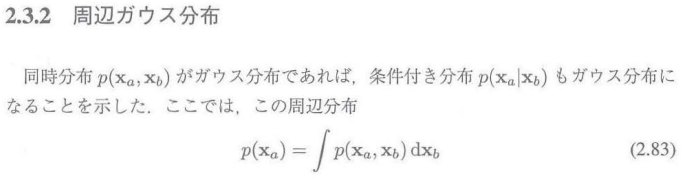 2.3.2 周辺ガウス分布
同時分布 p(x_a, x_b) がガウス分布であれば，条件付き分布 p(x_a|x_b) もガウス分布に
なることを示した．ここでは，この周辺分布
p(x_a) = ∫ p(x_a, x_b) dx_b (2.83)